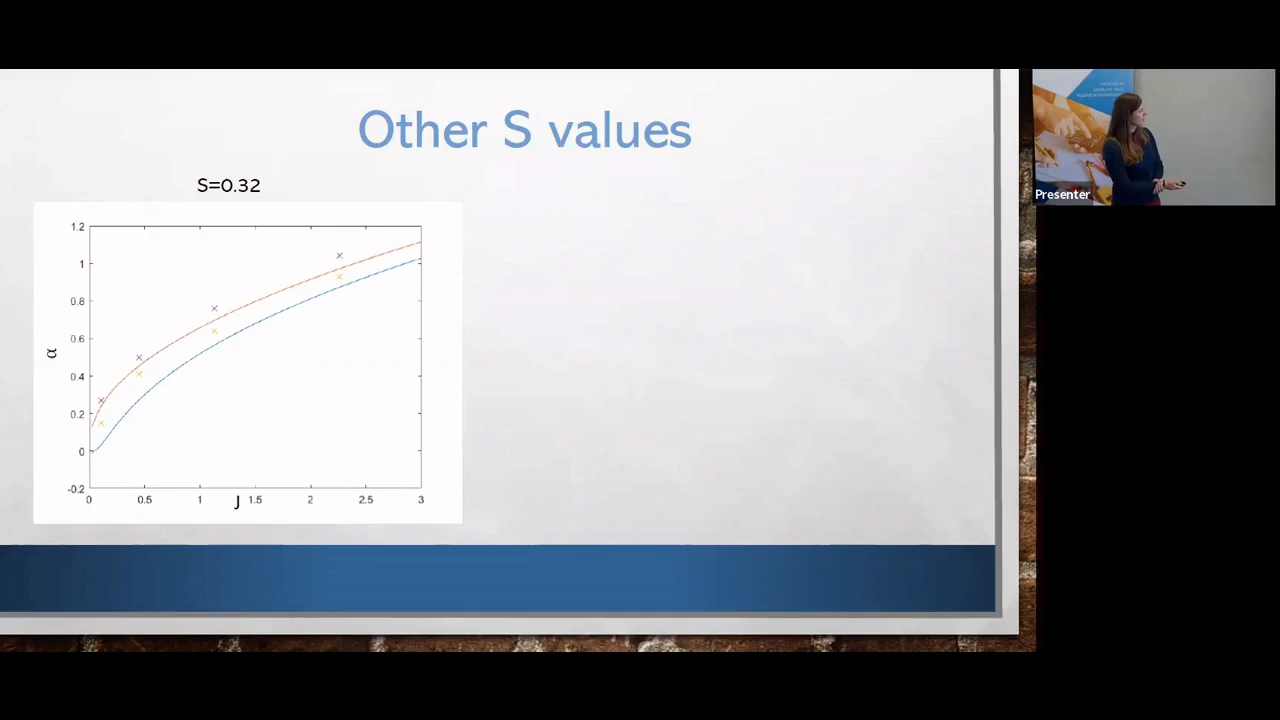 Other S values
S=0.32
1.2
1
0.8
0.6
0.4
0.2
0
-0.2
α
0 0.5 1 1.5 2 2.5 3
J
Presenter